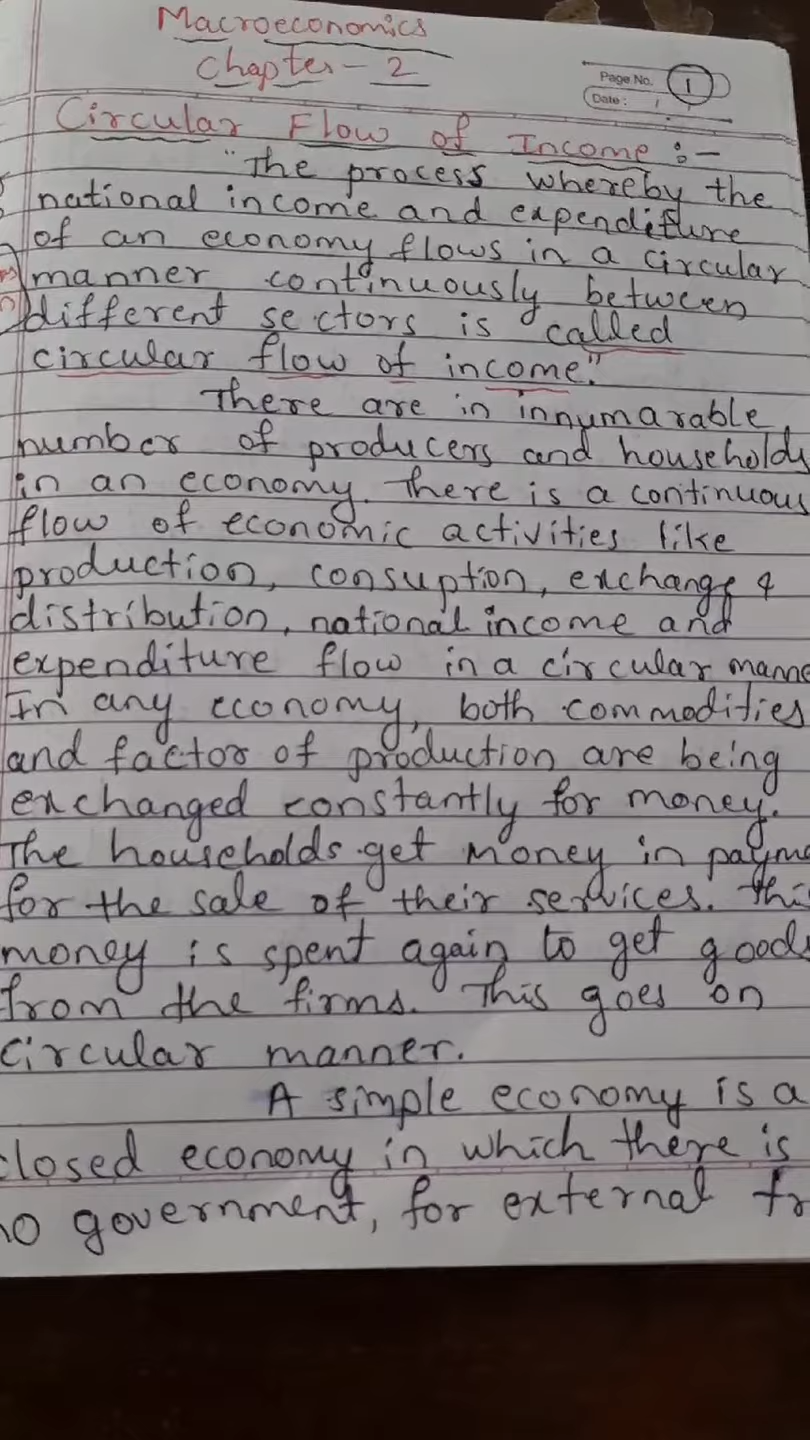 Macroeconomics
Chapter - 2
Page No. 1
Date : / /
Circular Flow of Income :-
"The process whereby the
national income and expenditure
of an economy flows in a circular
manner continuously between
different sectors is called
circular flow of income."
There are in innumarable
number of producers and households
in an economy. There is a continuous
flow of economic activities like
production, consuption, exchange &
distribution, national income and
expenditure flow in a circular mann
In any economy, both commodities
and factor of production are being
exchanged constantly for money.
The households get money in payme
for the sale of their services. Thi
money is spent again to get goods
from the firms. This goes on
circular manner.
A simple economy is a
closed economy in which there is
no government, for external tr